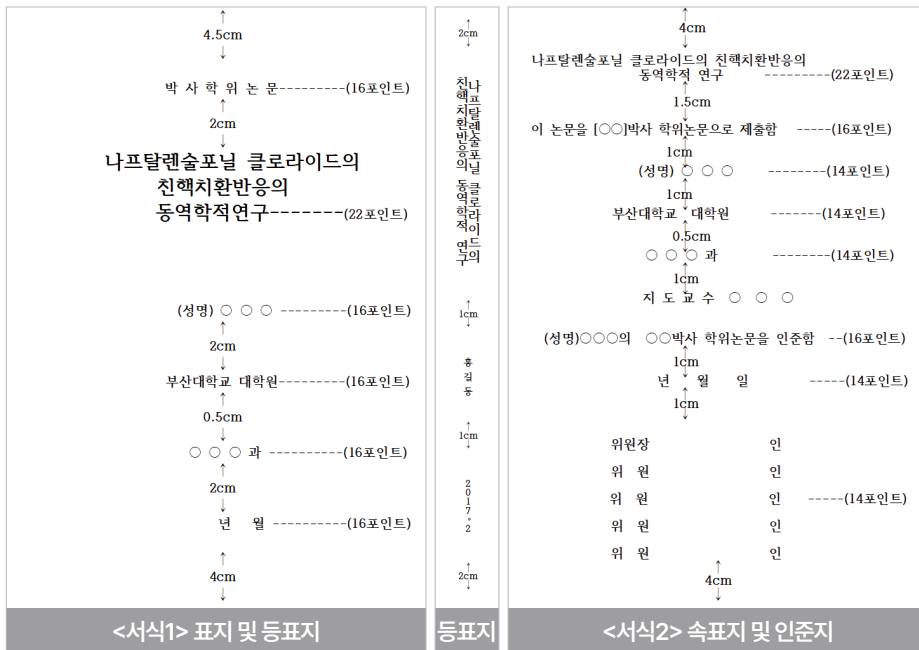 4.5cm
박 사 학 위 논 문---------(16포인트)
2cm
나프탈렌술포닐 클로라이드의
친핵치환반응의
동역학적연구-------(22포인트)
(성명) ○ ○ ○ ---------(16포인트)
2cm
부산대학교 대학원---------(16포인트)
0.5cm
○ ○ ○ 과 ----------(16포인트)
2cm
년 월 ----------(16포인트)
4cm
<서식1> 표지 및 등표지
2cm
나프탈렌술포닐 클로라이드의
친핵치환반응의 동역학적 연구
1cm
홍길동
1cm
2017.2
2cm
등표지
4cm
나프탈렌술포닐 클로라이드의 친핵치환반응의
동역학적 연구 ---------(22포인트)
1.5cm
이 논문을 [○○]박사 학위논문으로 제출함 -----(16포인트)
1cm
(성명) ○ ○ ○ --------(14포인트)
1cm
부산대학교 대학원 --------(14포인트)
0.5cm
○ ○ ○ 과 --------(14포인트)
1cm
지 도 교 수 ○ ○ ○
(성명)○○○의 ○○박사 학위논문을 인준함 --(16포인트)
1cm
년 월 일 -----(14포인트)
1cm
위원장 인
위 원 인
위 원 인 -----(14포인트)
위 원 인
위 원 인
4cm
<서식2> 속표지 및 인준지